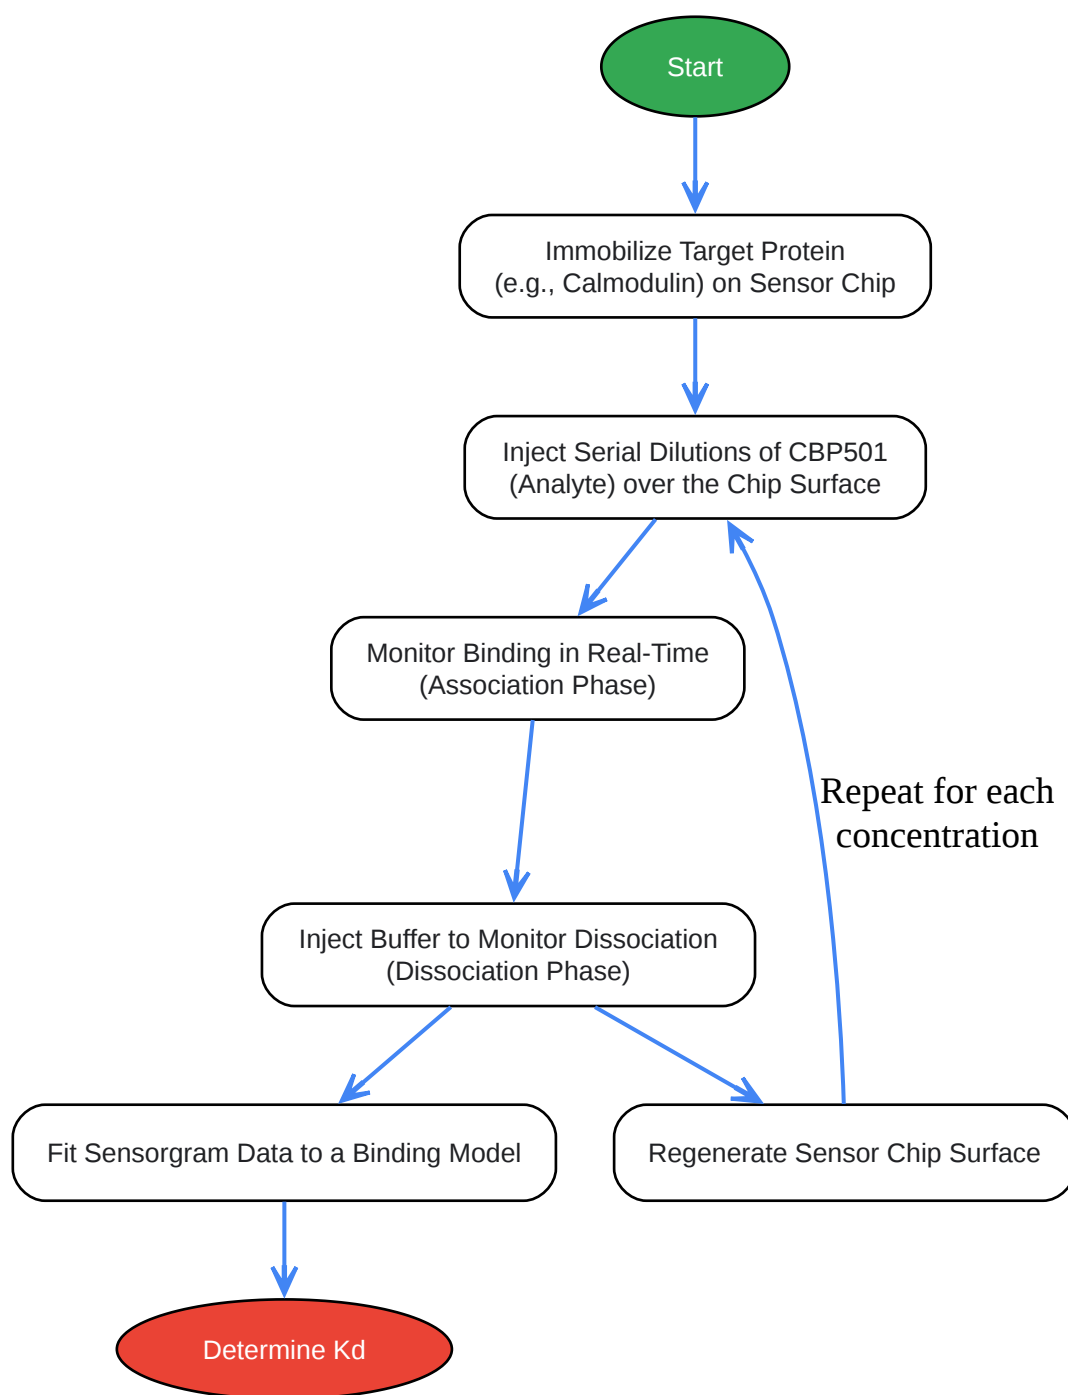 Start
Immobilize Target Protein
(e.g., Calmodulin) on Sensor Chip
Inject Serial Dilutions of CBP501
(Analyte) over the Chip Surface
Monitor Binding in Real-Time
(Association Phase)
Repeat for each
concentration
Inject Buffer to Monitor Dissociation
(Dissociation Phase)
Fit Sensorgram Data to a Binding Model
Regenerate Sensor Chip Surface
Determine Kd